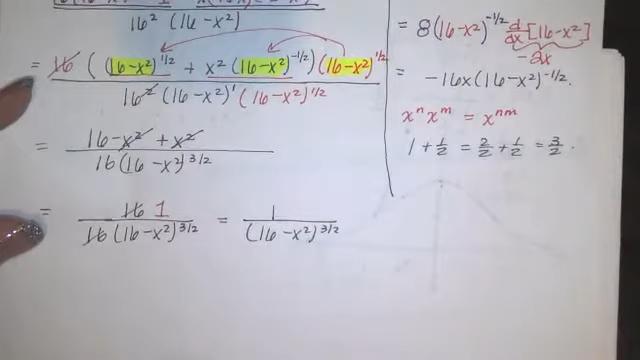 16² (16-x²)
= 16 ((16-x²)^1/2 + x² (16-x²)^-1/2) (16-x²)^1/2
16² (16-x²)^1 (16-x²)^1/2
= 16-x² + x²
16(16-x²)^3/2
= 16 1 = 1
16 (16-x²)^3/2 (16-x²)^3/2
= 8(16-x²)^-1/2 d/dx [16-x²]
-2x
= -16x(16-x²)^-1/2.
x^n x^m = x^nm
1 + 1/2 = 2/2 + 1/2 = 3/2.